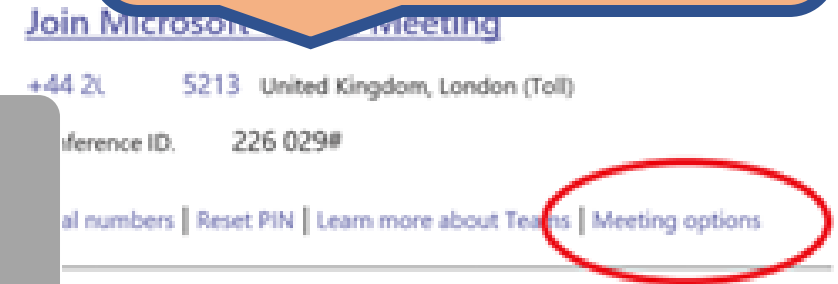 Join Microsoft Meeting
+44 2 5213 United Kingdom, London (Toll)
ference ID. 226 029#
al numbers | Reset PIN | Learn more about Teams | Meeting options